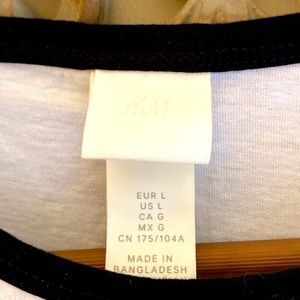 H&M
EUR L
US L
CA G
MX G
CN 175/104A
MADE IN
BANGLADESH